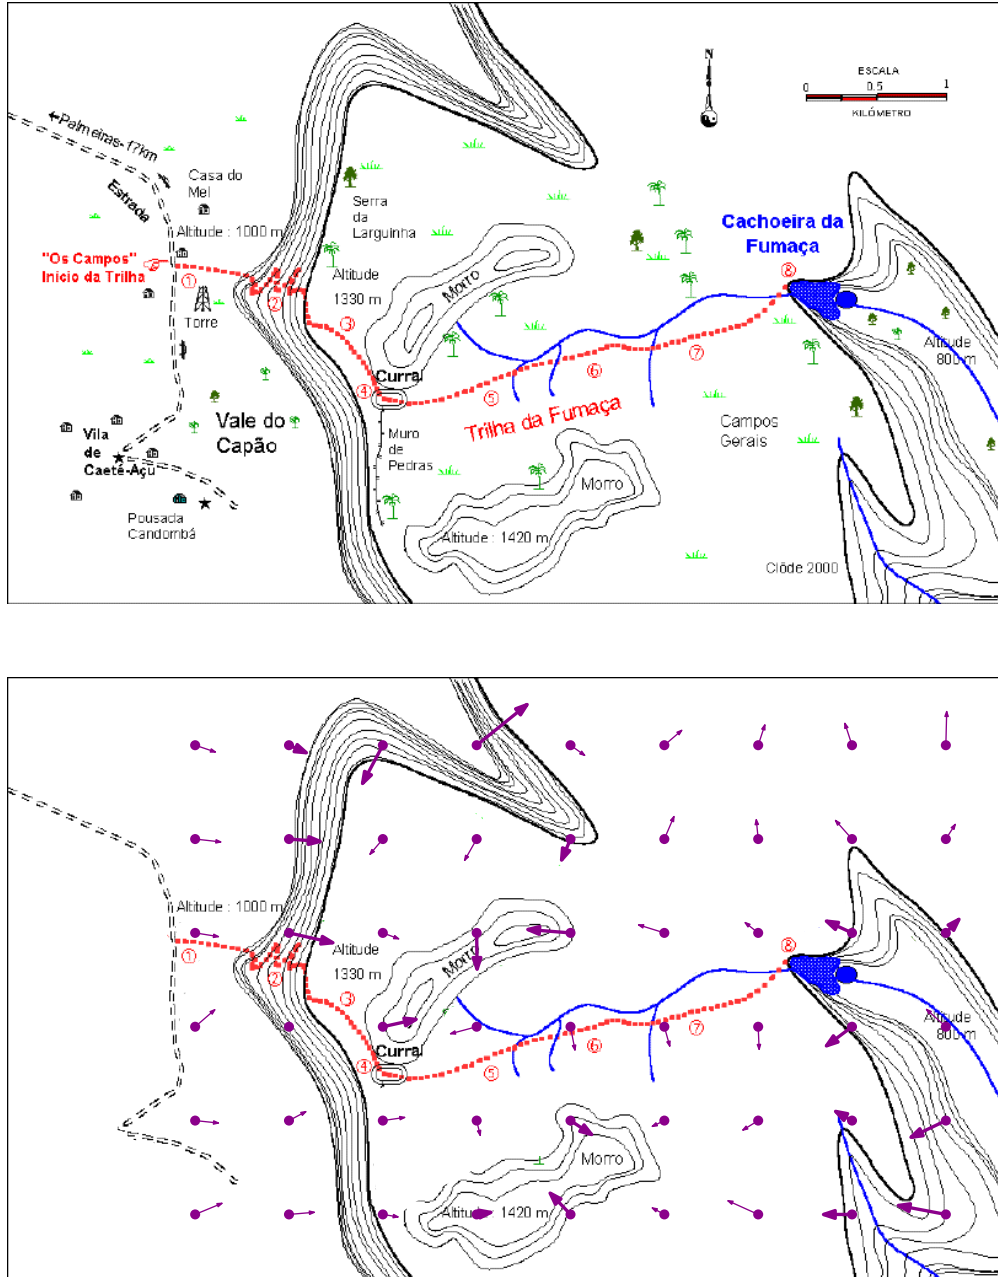 N
ESCALA
0 0.5 1
KILÓMETRO
Palmeiras-17km
Estrada
Casa do
Mel
Altitude : 1000 m
"Os Campos"
Início da Trilha
①
②
Torre
Serra
da
Larguinha
Altitude
1330 m
③
④
Morro
Curral
⑤
⑥
⑦
⑧
Cachoeira da
Fumaça
Altitude
800 m
Trilha da Fumaça
Campos
Gerais
Vale do
Capão
Vila
de
Caeté-Açu
Pousada
Candombá
Muro
de
Pedras
Morro
Altitude : 1420 m
Clôde 2000
Altitude : 1000 m
①
②
Altitude
1330 m
③
④
Morro
Curral
⑤
⑥
⑦
⑧
Altitude
800 m
Morro
Altitude : 1420 m